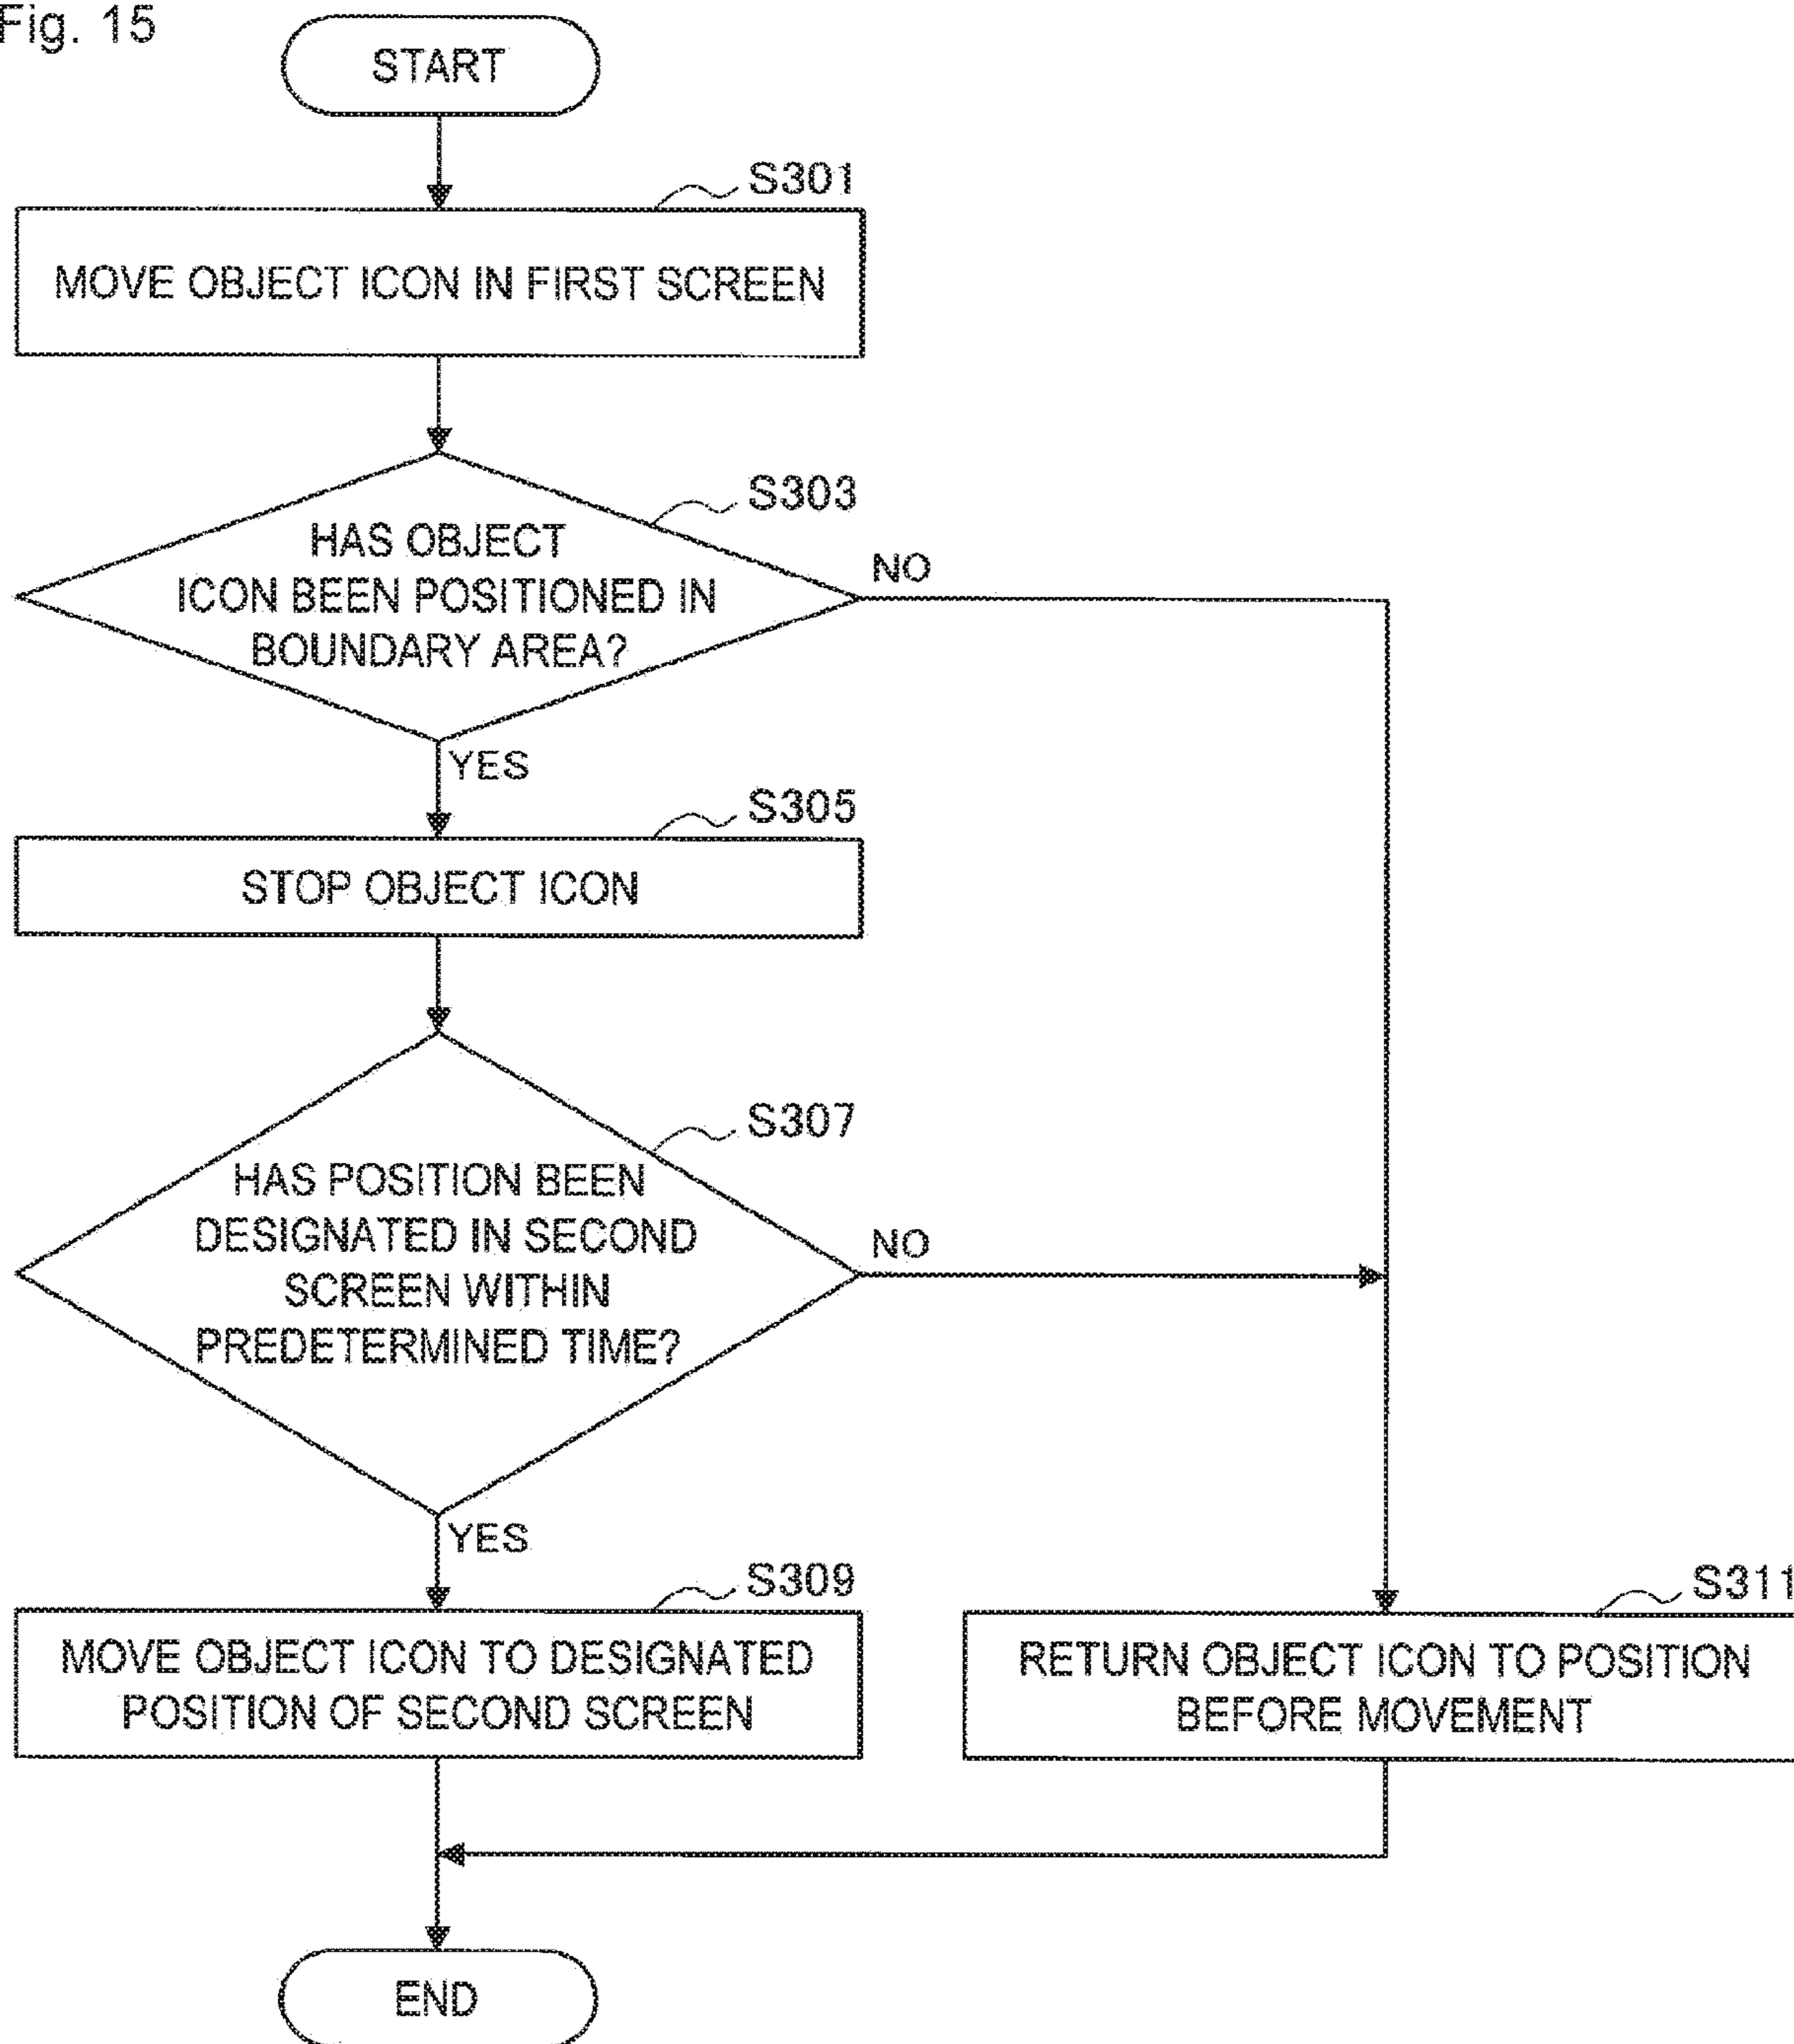 Fig. 15
START
S301
MOVE OBJECT ICON IN FIRST SCREEN
S303
HAS OBJECT
ICON BEEN POSITIONED IN
BOUNDARY AREA?
NO
YES
S305
STOP OBJECT ICON
S307
HAS POSITION BEEN
DESIGNATED IN SECOND
SCREEN WITHIN
PREDETERMINED TIME?
NO
YES
S309
MOVE OBJECT ICON TO DESIGNATED
POSITION OF SECOND SCREEN
S311
RETURN OBJECT ICON TO POSITION
BEFORE MOVEMENT
END